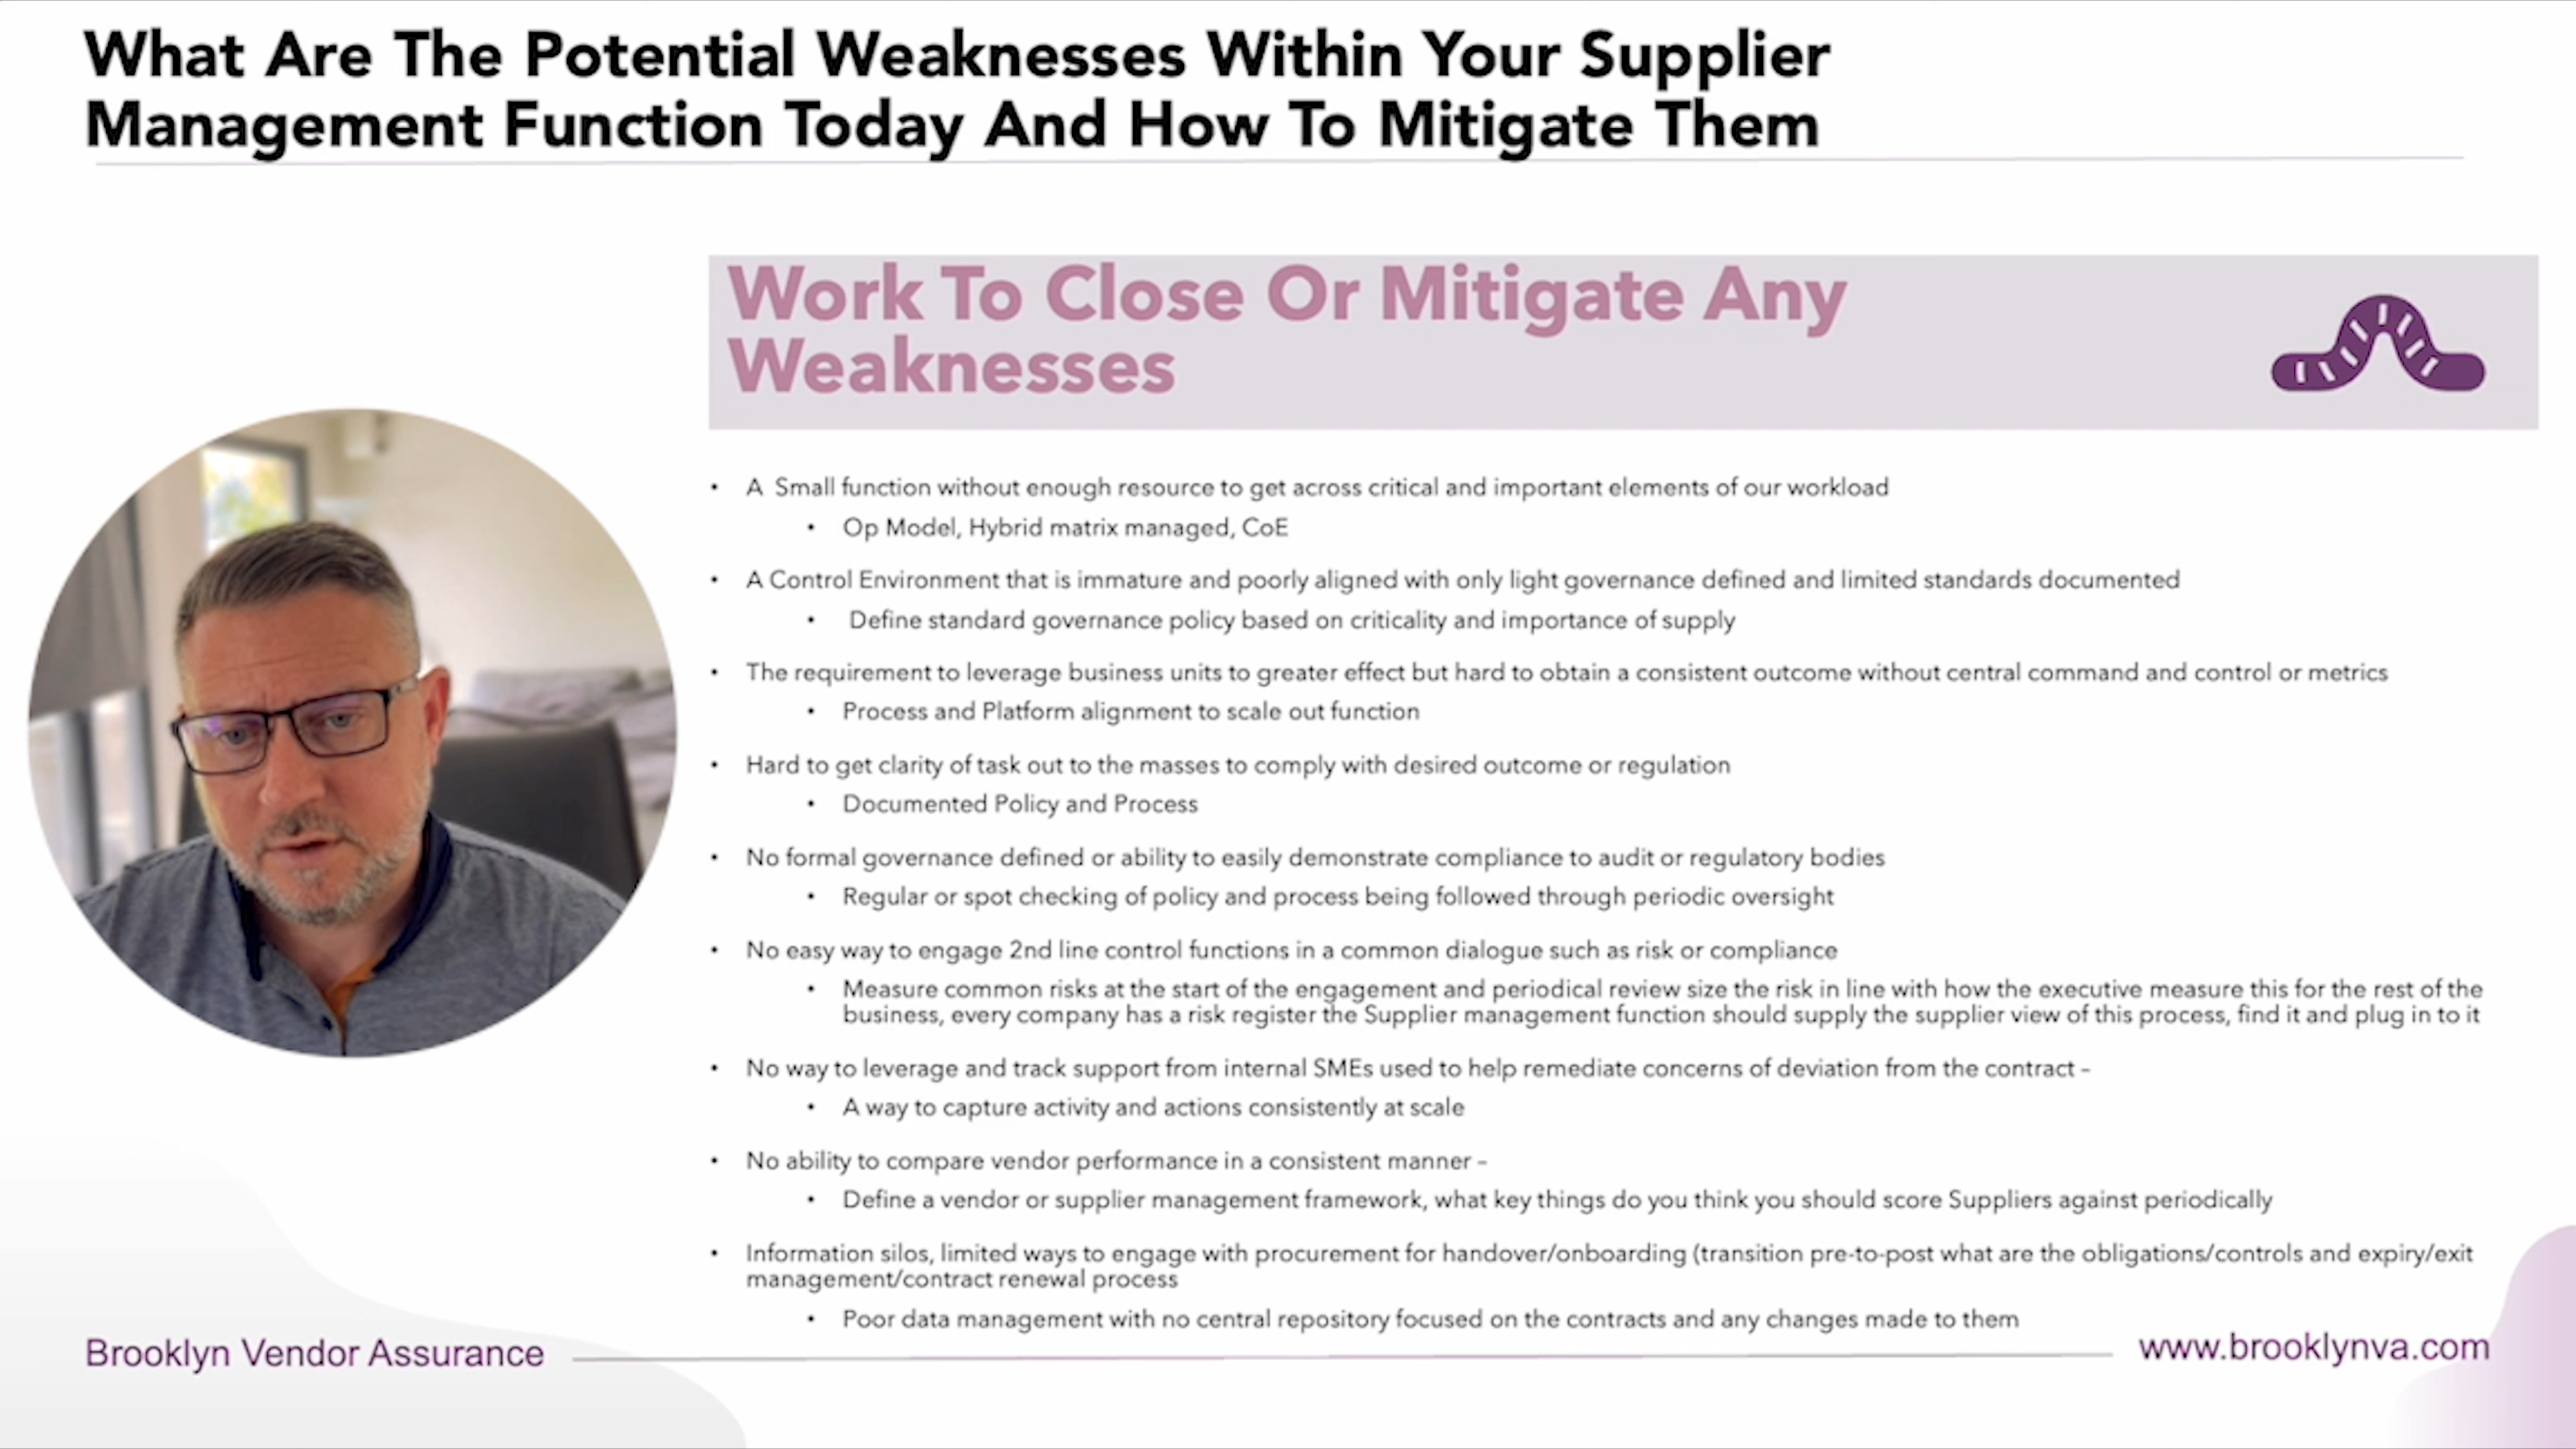 What Are The Potential Weaknesses Within Your Supplier
Management Function Today And How To Mitigate Them
Work To Close Or Mitigate Any
Weaknesses
• A Small function without enough resource to get across critical and important elements of our workload
• Op Model, Hybrid matrix managed, CoE
• A Control Environment that is immature and poorly aligned with only light governance defined and limited standards documented
• Define standard governance policy based on criticality and importance of supply
• The requirement to leverage business units to greater effect but hard to obtain a consistent outcome without central command and control or metrics
• Process and Platform alignment to scale out function
• Hard to get clarity of task out to the masses to comply with desired outcome or regulation
• Documented Policy and Process
• No formal governance defined or ability to easily demonstrate compliance to audit or regulatory bodies
• Regular or spot checking of policy and process being followed through periodic oversight
• No easy way to engage 2nd line control functions in a common dialogue such as risk or compliance
• Measure common risks at the start of the engagement and periodical review size the risk in line with how the executive measure this for the rest of the
business, every company has a risk register the Supplier management function should supply the supplier view of this process, find it and plug in to it
• No way to leverage and track support from internal SMEs used to help remediate concerns of deviation from the contract –
• A way to capture activity and actions consistently at scale
• No ability to compare vendor performance in a consistent manner –
• Define a vendor or supplier management framework, what key things do you think you should score Suppliers against periodically
• Information silos, limited ways to engage with procurement for handover/onboarding (transition pre-to-post what are the obligations/controls and expiry/exit
management/contract renewal process
• Poor data management with no central repository focused on the contracts and any changes made to them
Brooklyn Vendor Assurance
www.brooklynva.com